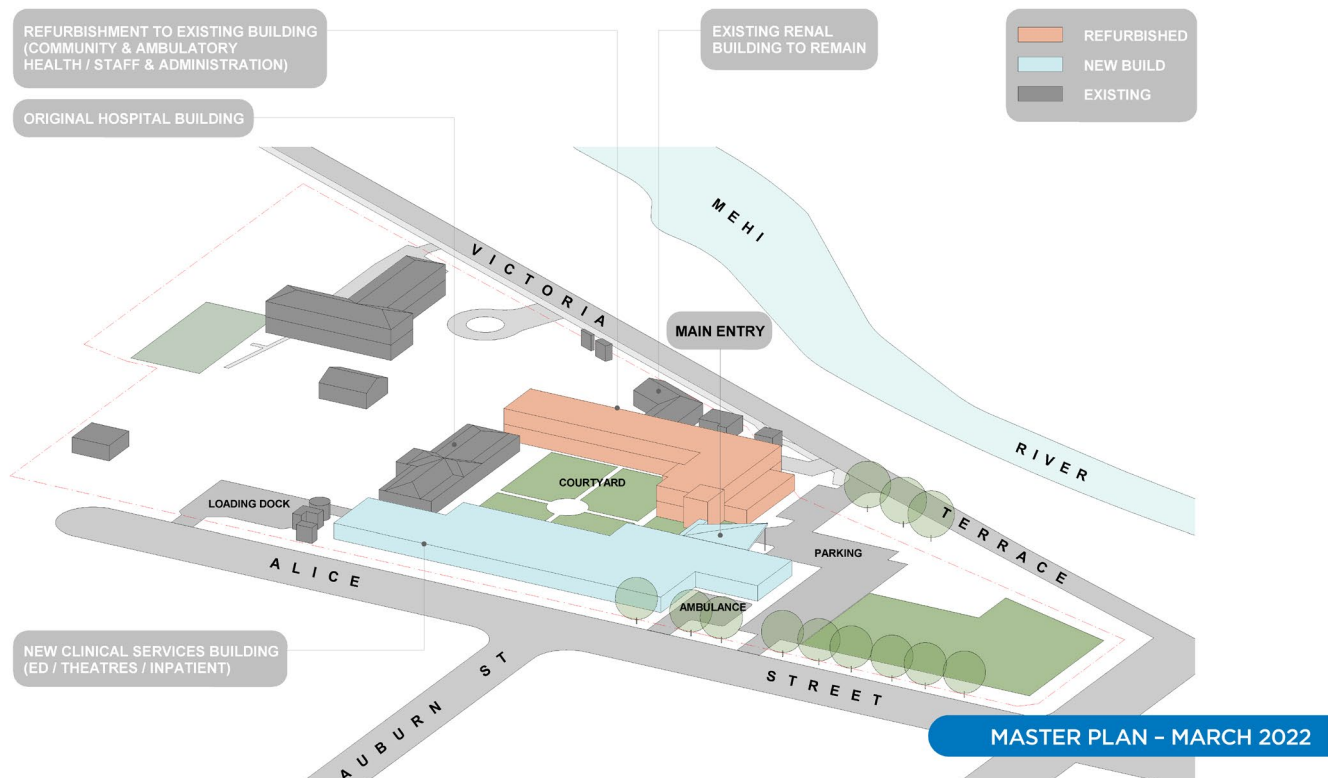 REFURBISHMENT TO EXISTING BUILDING
(COMMUNITY & AMBULATORY
HEALTH / STAFF & ADMINISTRATION)
EXISTING RENAL
BUILDING TO REMAIN
REFURBISHED
NEW BUILD
EXISTING
ORIGINAL HOSPITAL BUILDING
MEHI
RIVER
VICTORIA
TERRACE
MAIN ENTRY
COURTYARD
LOADING DOCK
PARKING
AMBULANCE
ALICE
STREET
AUBURN ST
NEW CLINICAL SERVICES BUILDING
(ED / THEATRES / INPATIENT)
MASTER PLAN – MARCH 2022